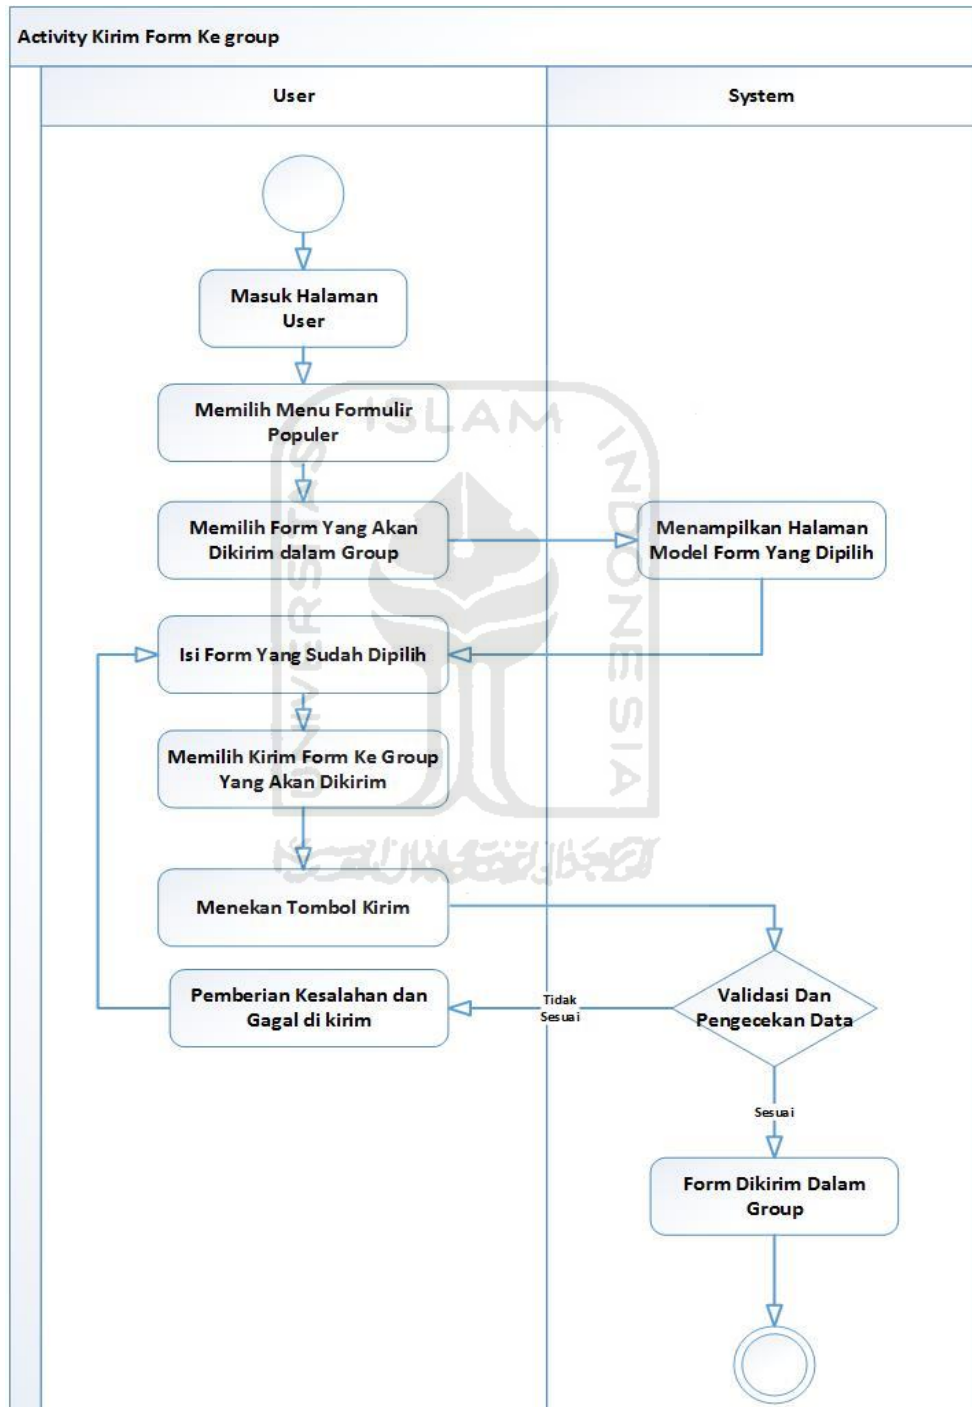 Activity Kirim Form Ke group
User
System
Masuk Halaman
User
Memilih Menu Formulir
Populer
Memilih Form Yang Akan
Dikirim dalam Group
Menampilkan Halaman
Model Form Yang Dipilih
Isi Form Yang Sudah Dipilih
Memilih Kirim Form Ke Group
Yang Akan Dikirim
Menekan Tombol Kirim
Validasi Dan
Pengecekan Data
Tidak
Sesuai
Pemberian Kesalahan dan
Gagal di kirim
Sesuai
Form Dikirim Dalam
Group
UNIVERSITAS
ISLAM
INDONESIA